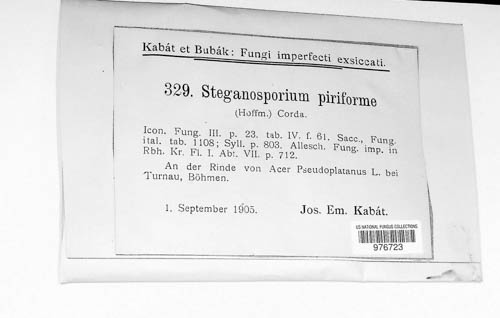 Kabát et Bubák: Fungi imperfecti exsiccati.
329. Steganosporium piriforme
(Hoffm.) Corda.
Icon. Fung. III. p. 23. tab. IV. f. 61. Sacc., Fung.
ital. tab. 1108; Syll. p. 803. Allesch. Fung. imp. in
Rbh. Kr. Fl. I. Abt. VII. p. 712.
An der Rinde von Acer Pseudoplatanus L. bei
Turnau, Böhmen.
1. September 1905. Jos. Em. Kabát.
US NATIONAL FUNGUS COLLECTIONS
976723